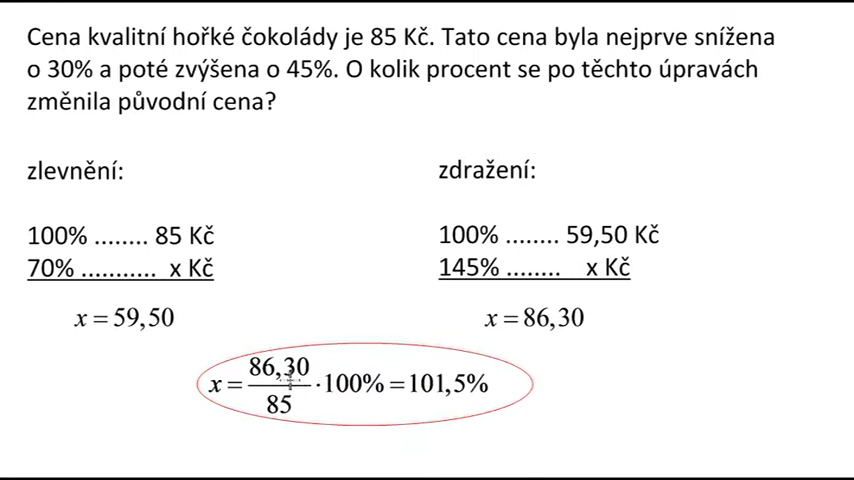 Cena kvalitní hořké čokolády je 85 Kč. Tato cena byla nejprve snížena
o 30% a poté zvýšena o 45%. O kolik procent se po těchto úpravách
změnila původní cena?
zlevnění:
zdražení:
100% ........ 85 Kč
100% ........ 59,50 Kč
70% ........... x Kč
145% ........ x Kč
x = 59,50
x = 86,30
x = 86,30/85 · 100% = 101,5%